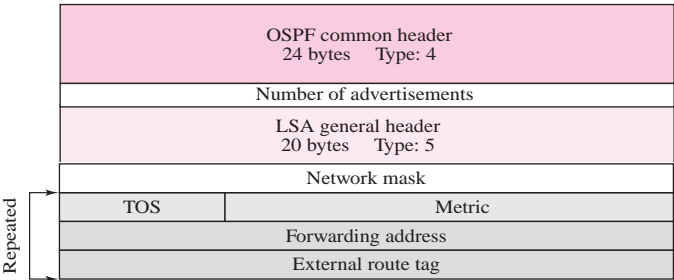 OSPF common header
24 bytes Type: 4
Number of advertisements
LSA general header
20 bytes Type: 5
Network mask
TOS Metric
Forwarding address
External route tag
Repeated